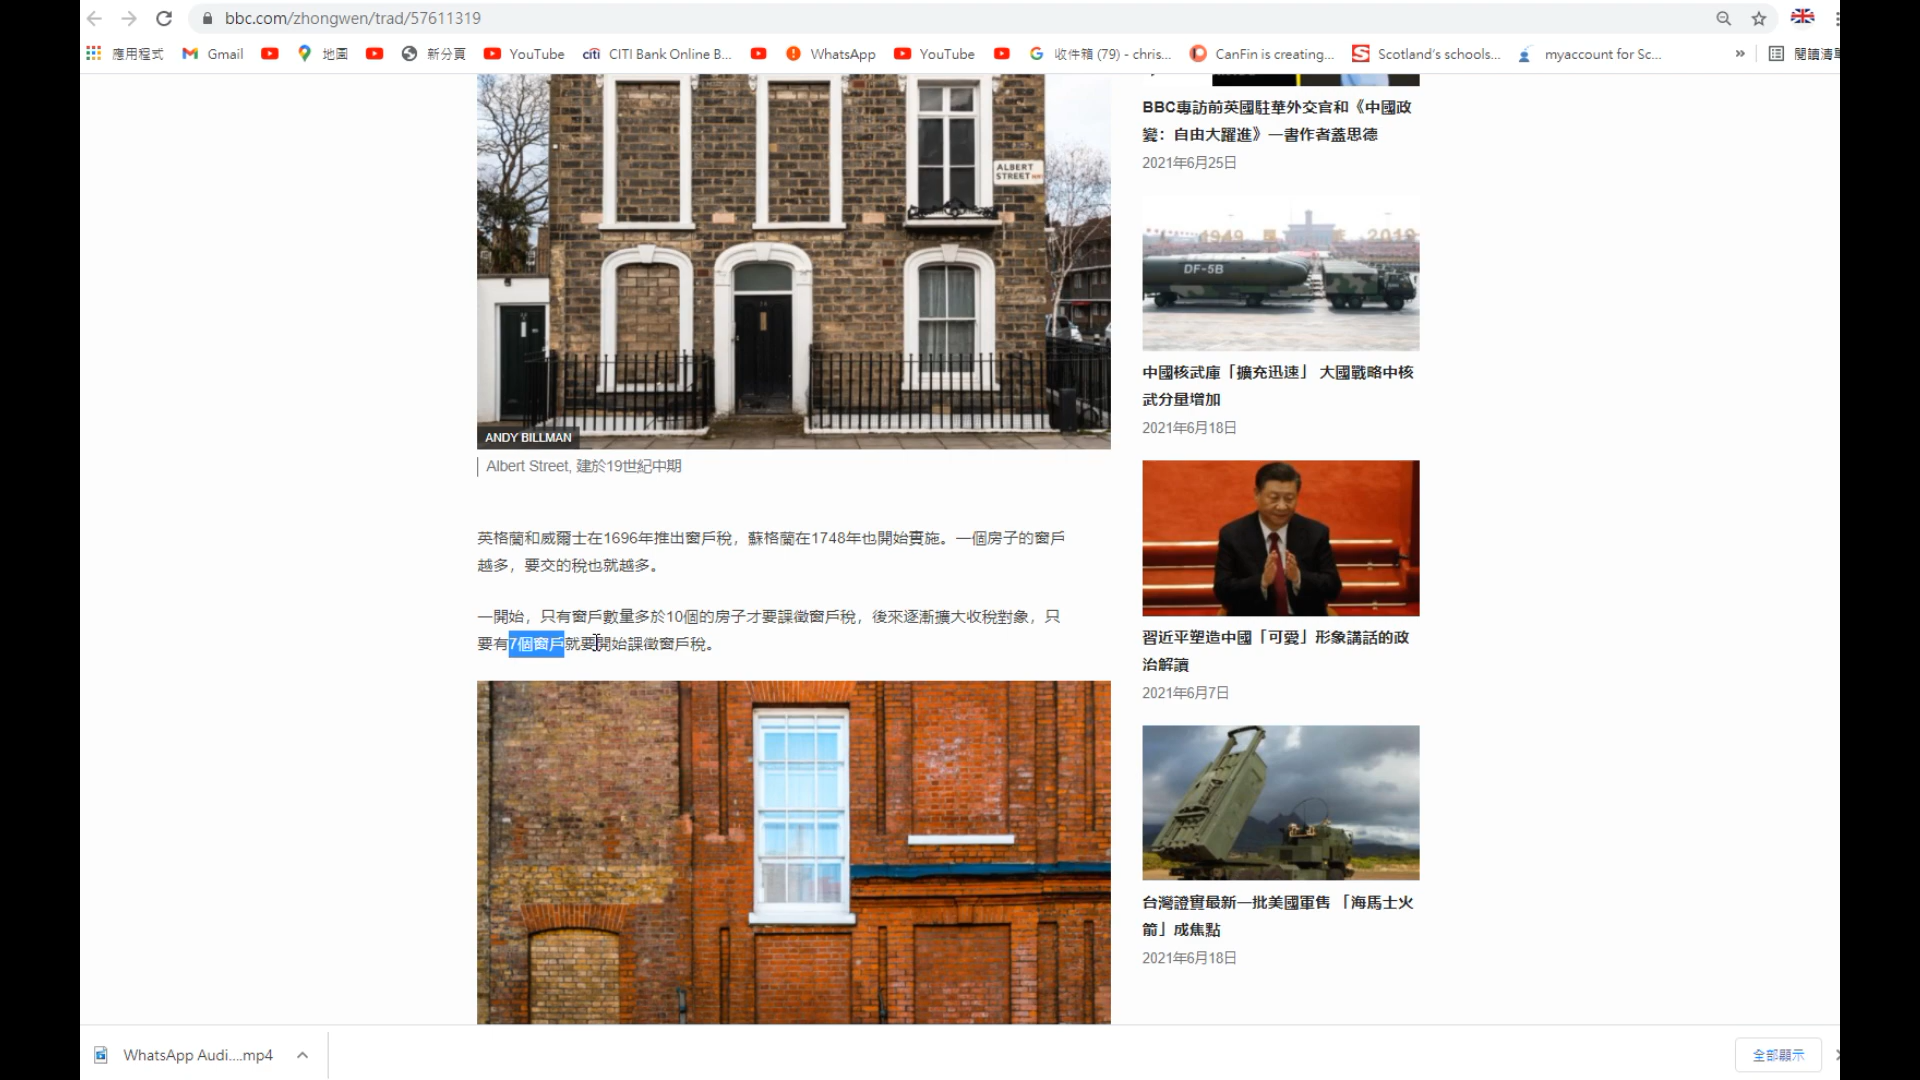 bbc.com/zhongwen/trad/57611319
應用程式 Gmail 地圖 新分頁 YouTube citi CITI Bank Online B... WhatsApp YouTube 收件箱 (79) - chris... CanFin is creating... Scotland's schools... myaccount for Sc... » 閱讀清單
ALBERT
STREET
ANDY BILLMAN
Albert Street, 建於19世紀中期
英格蘭和威爾士在1696年推出窗戶稅，蘇格蘭在1748年也開始實施。一個房子的窗戶
越多，要交的稅也就越多。
一開始，只有窗戶數量多於10個的房子才要課徵窗戶稅，後來逐漸擴大收稅對象，只
要有7個窗戶就要開始課徵窗戶稅。
BBC專訪前英國駐華外交官和《中國政
變：自由大躍進》一書作者蓋思德
2021年6月25日
1949 2019
DF-5B
中國核武庫「擴充迅速」 大國戰略中核
武分量增加
2021年6月18日
習近平塑造中國「可愛」形象講話的政
治解讀
2021年6月7日
台灣證實最新一批美國軍售 「海馬士火
箭」成焦點
2021年6月18日
WhatsApp Audi....mp4
全部顯示